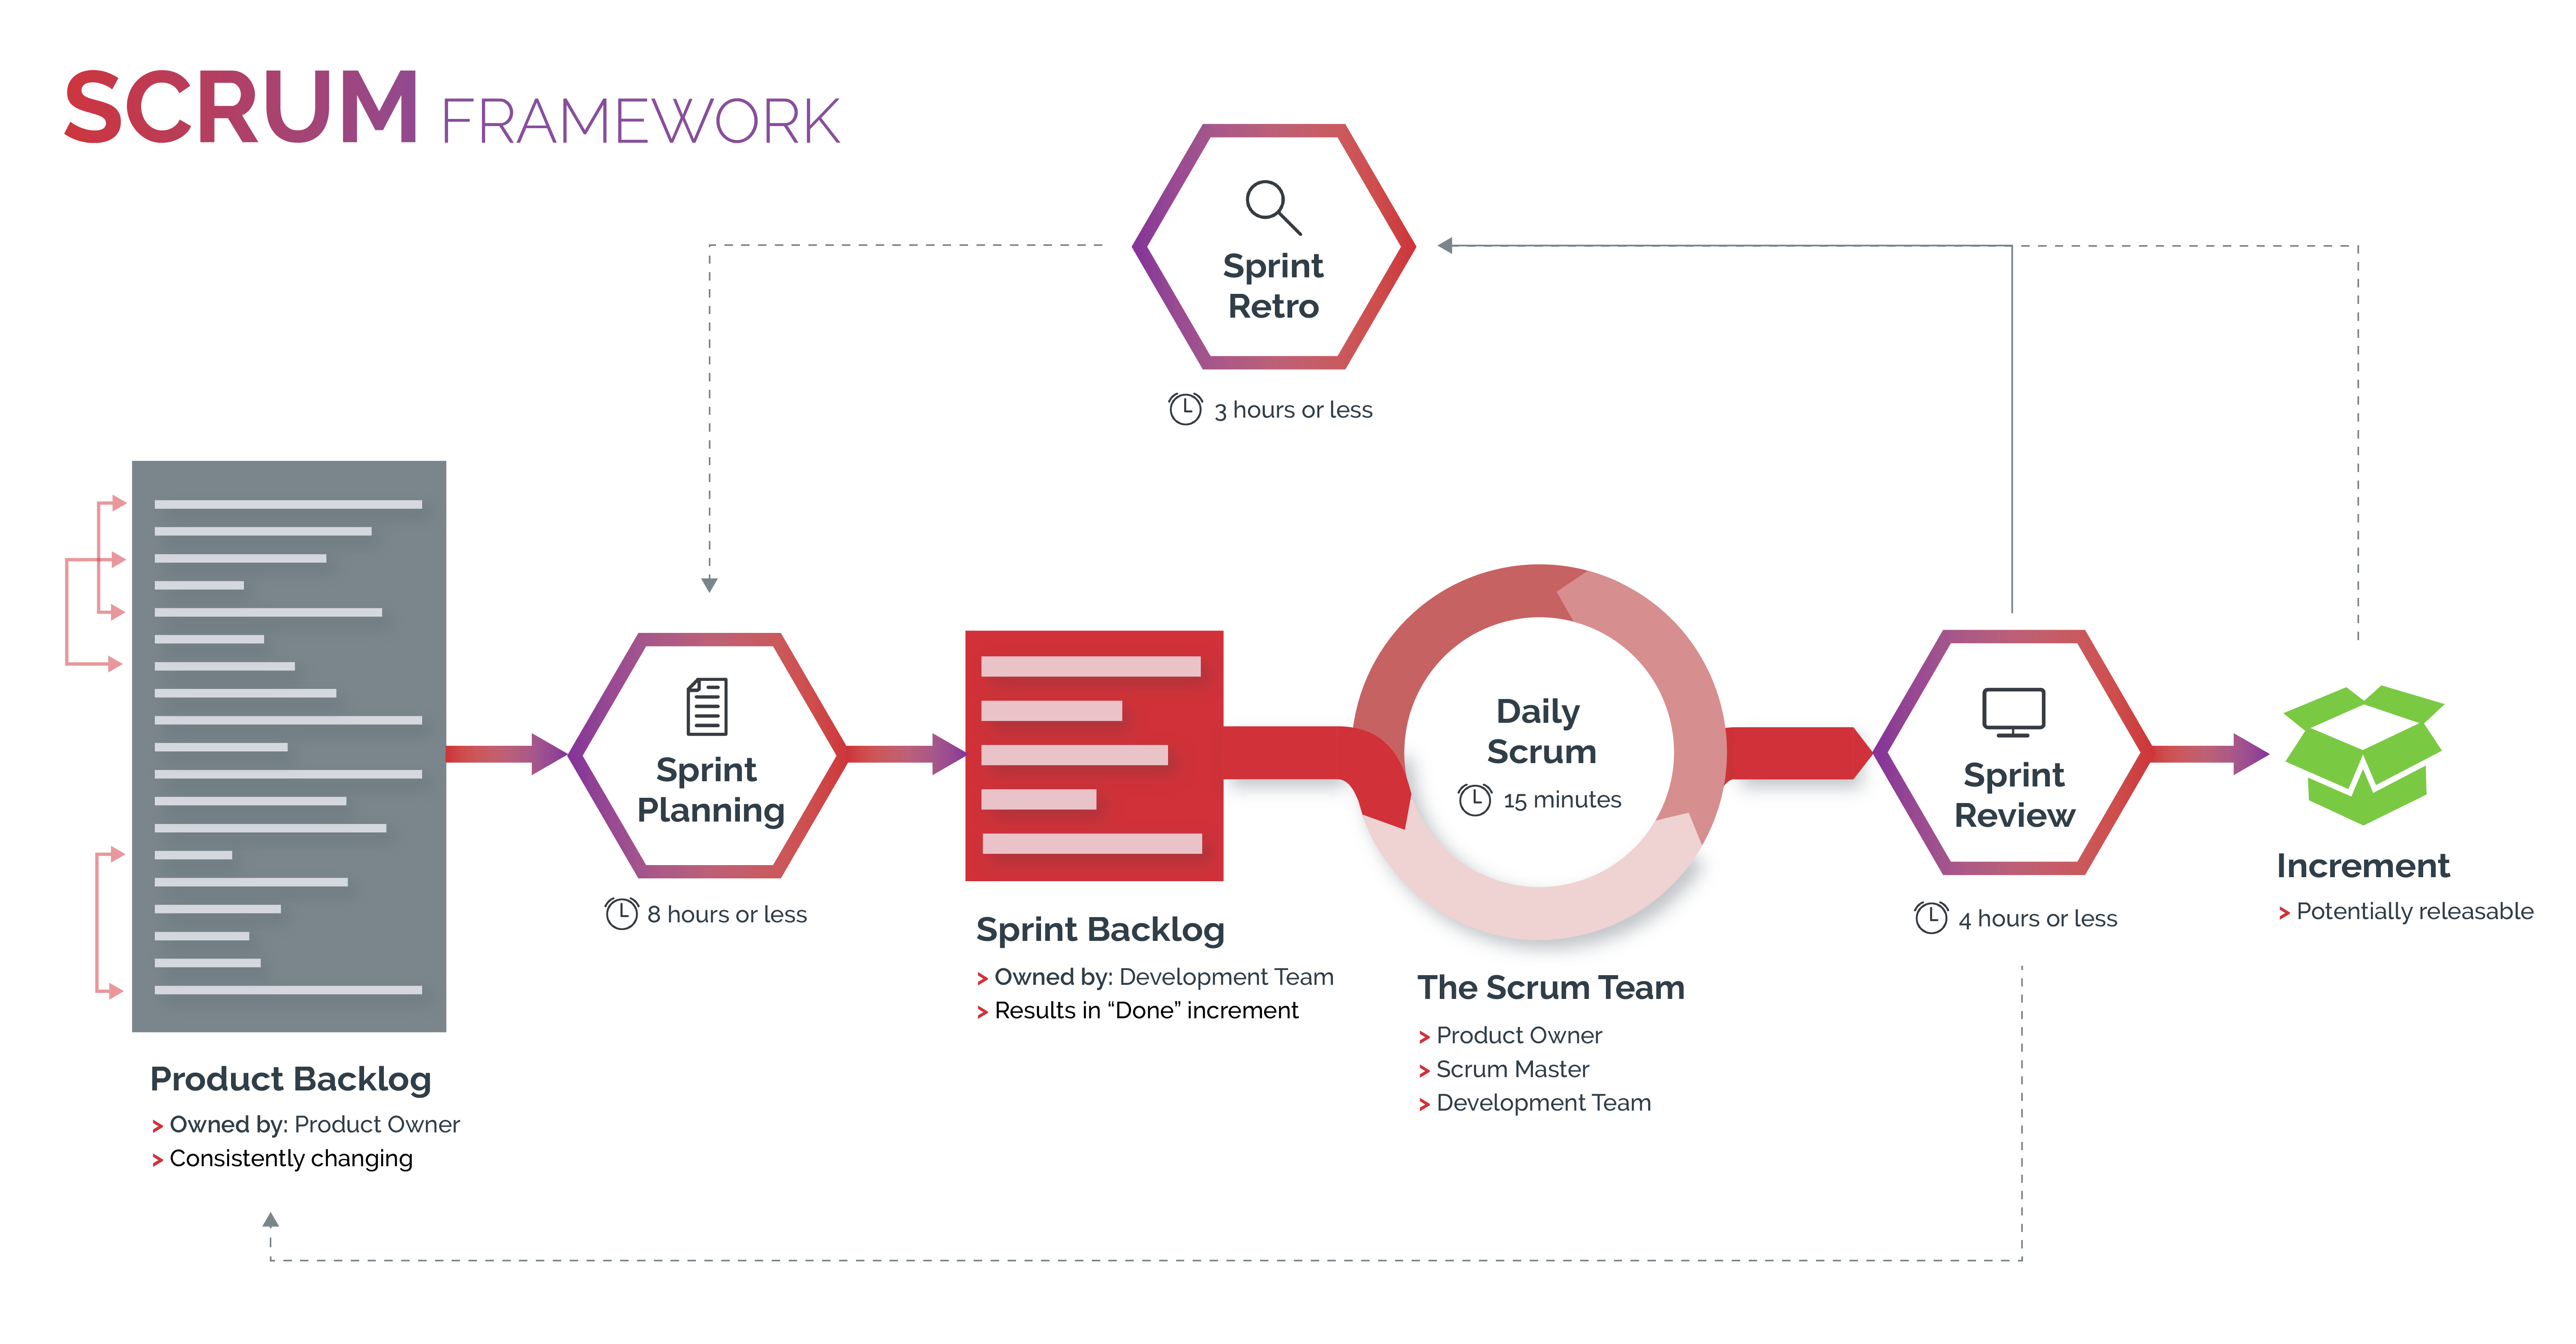 SCRUM FRAMEWORK
Sprint
Retro
3 hours or less
Sprint
Planning
8 hours or less
Daily
Scrum
15 minutes
Sprint
Review
4 hours or less
Increment
> Potentially releasable
Sprint Backlog
> Owned by: Development Team
> Results in “Done” increment
The Scrum Team
> Product Owner
> Scrum Master
> Development Team
Product Backlog
> Owned by: Product Owner
> Consistently changing